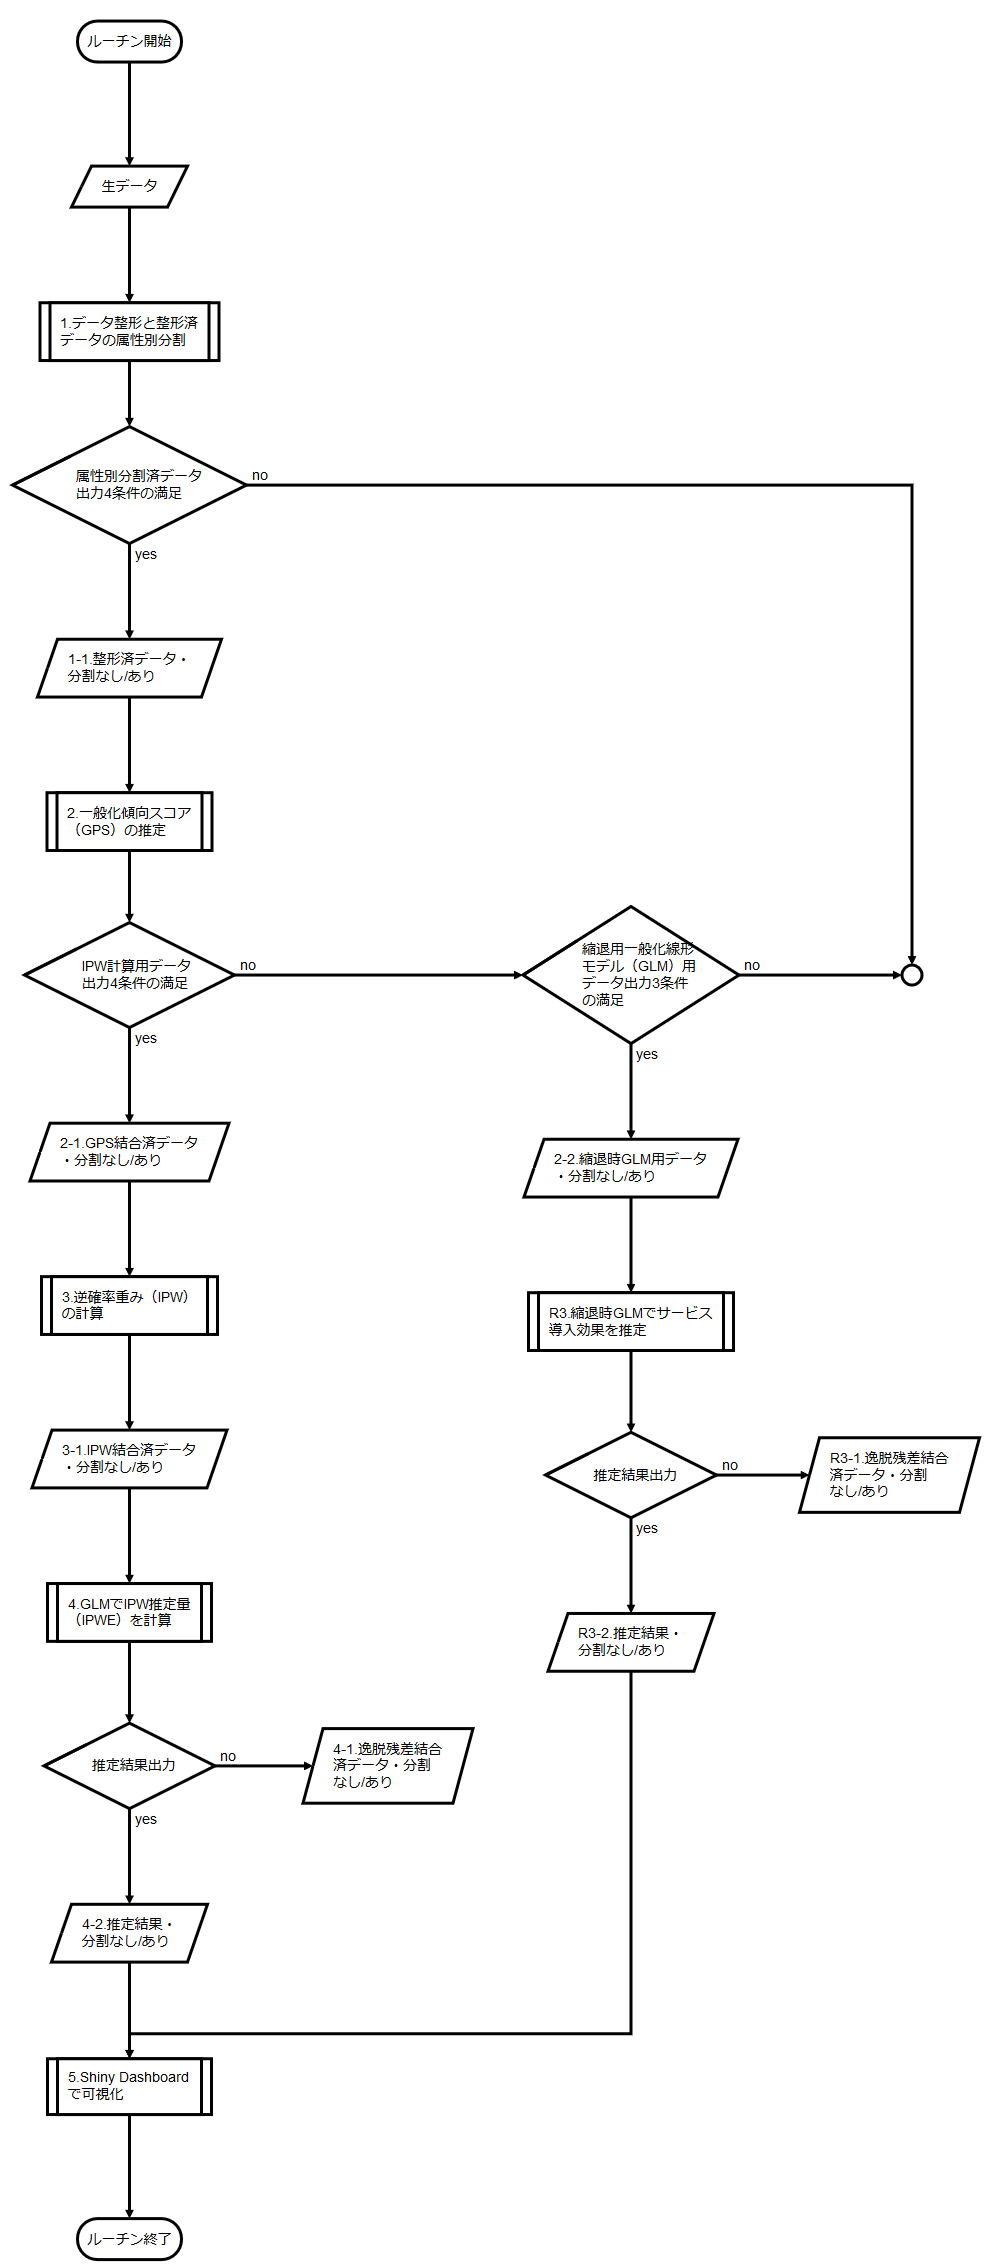 ルーチン開始
生データ
1.データ整形と整形済
データの属性別分割
属性別分割済データ
出力4条件の満足
no
yes
1-1.整形済データ・
分割なし/あり
2.一般化傾向スコア
（GPS）の推定
IPW計算用データ
出力4条件の満足
no
yes
縮退用一般化線形
モデル（GLM）用
データ出力3条件
の満足
no
yes
2-1.GPS結合済データ
・分割なし/あり
2-2.縮退時GLM用データ
・分割なし/あり
3.逆確率重み（IPW）
の計算
R3.縮退時GLMでサービス
導入効果を推定
3-1.IPW結合済データ
・分割なし/あり
推定結果出力
no
yes
R3-1.逸脱残差結合
済データ・分割
なし/あり
4.GLMでIPW推定量
（IPWE）を計算
R3-2.推定結果・
分割なし/あり
推定結果出力
no
yes
4-1.逸脱残差結合
済データ・分割
なし/あり
4-2.推定結果・
分割なし/あり
5.Shiny Dashboard
で可視化
ルーチン終了